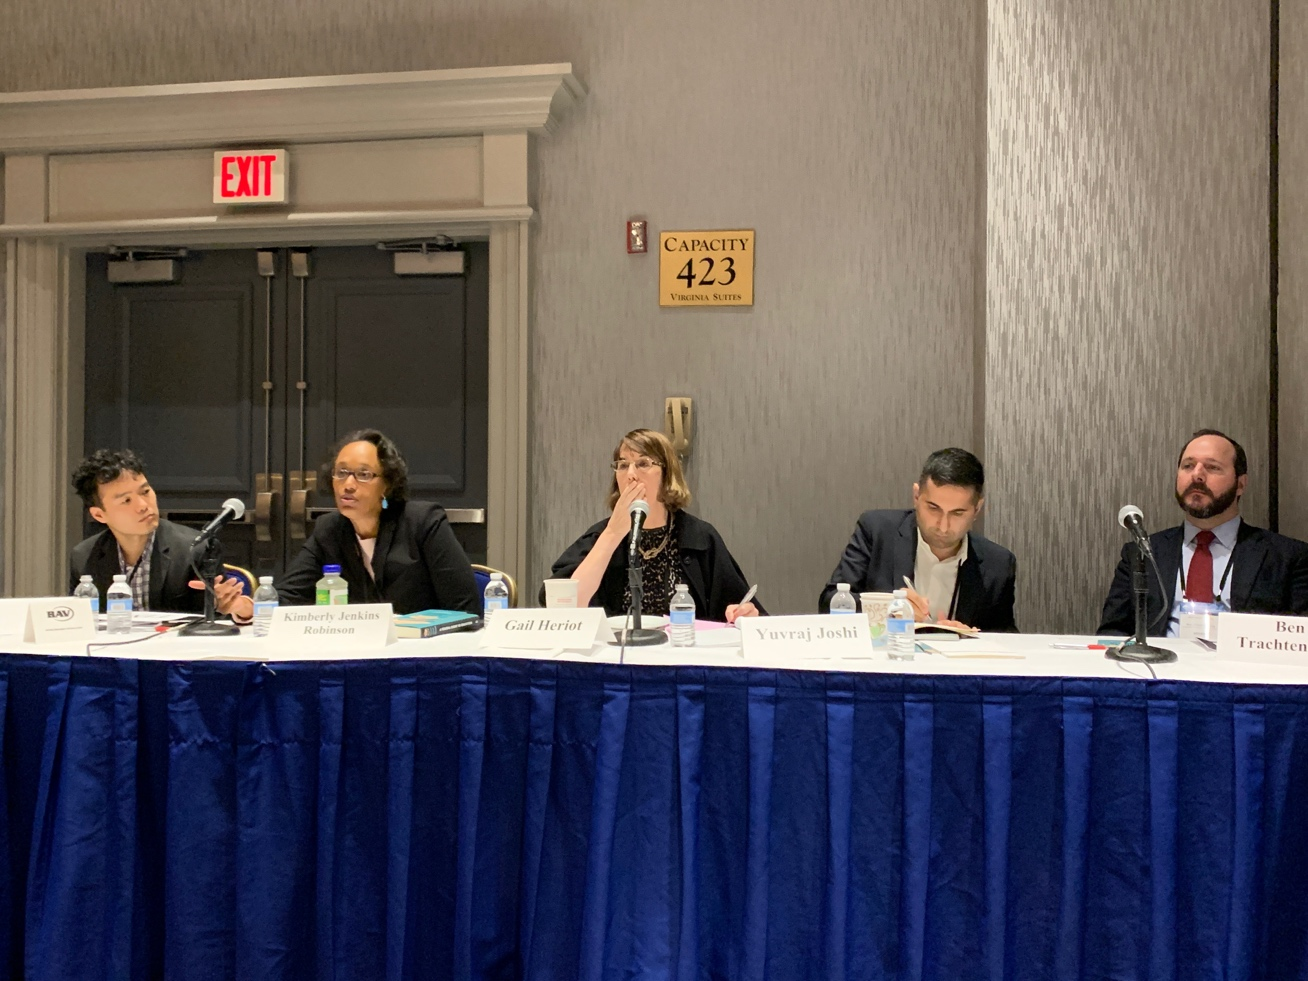 EXIT
CAPACITY
423
VIRGINIA SUITES
BAV
Kimberly Jenkins
Robinson
Gail Heriot
Yuvraj Joshi
Ben
Trachten